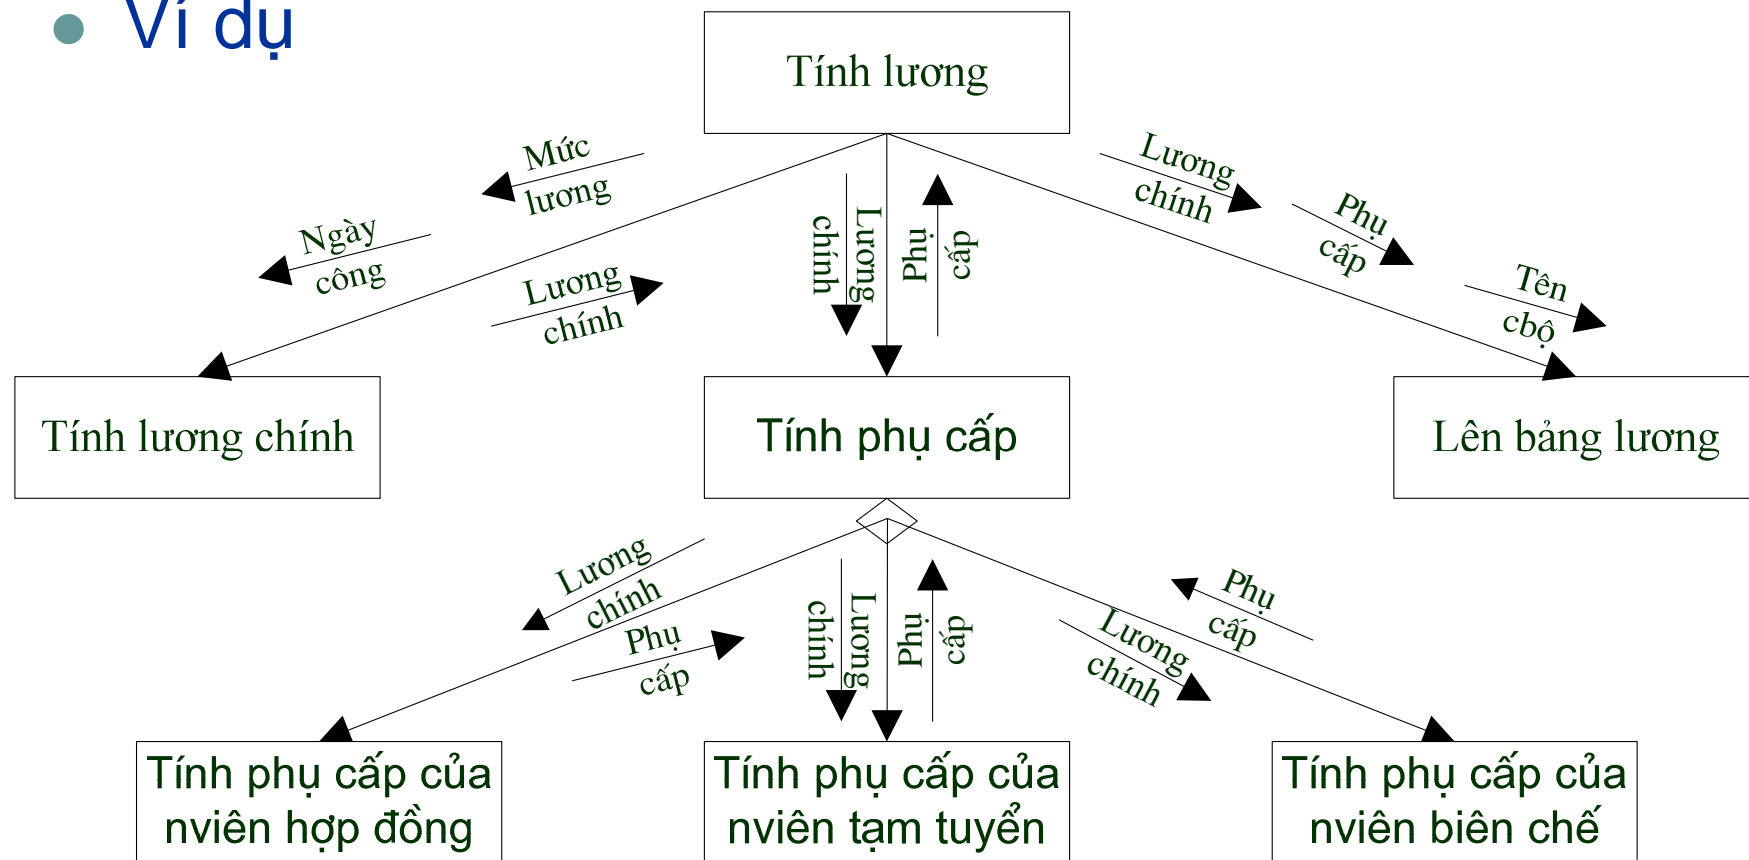 Ví dụ
Tính lương
Mức
lương
Ngày
công
Lương
chính
Lương
chính
Phụ
cấp
Lương
chính
Phụ
cấp
Tên
cbộ
Tính lương chính
Tính phụ cấp
Lên bảng lương
Lương
chính
Phụ
cấp
Lương
chính
Phụ
cấp
Phụ
cấp
Lương
chính
Tính phụ cấp của
nviên hợp đồng
Tính phụ cấp của
nviên tạm tuyển
Tính phụ cấp của
nviên biên chế